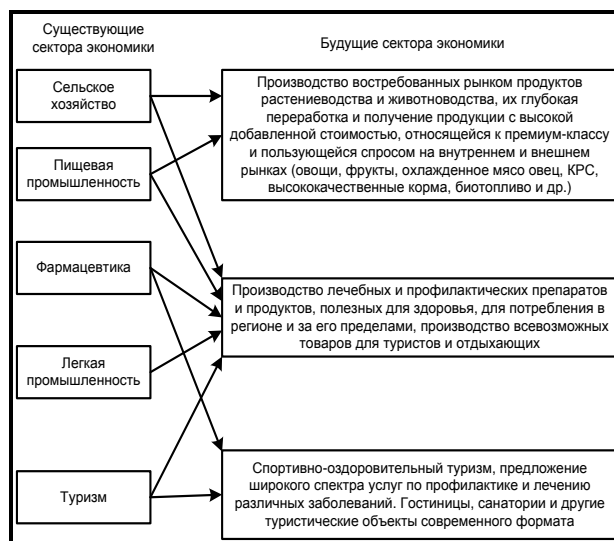 Существующие
сектора экономики
Будущие сектора экономики
Сельское
хозяйство
Пищевая
промышленность
Фармацевтика
Легкая
промышленность
Туризм
Производство востребованных рынком продуктов
растениеводства и животноводства, их глубокая
переработка и получение продукции с высокой
добавленной стоимостью, относящейся к премиум-классу
и пользующейся спросом на внутреннем и внешнем
рынках (овощи, фрукты, охлажденное мясо овец, КРС,
высококачественные корма, биотопливо и др.)
Производство лечебных и профилактических препаратов
и продуктов, полезных для здоровья, для потребления в
регионе и за его пределами, производство всевозможных
товаров для туристов и отдыхающих
Спортивно-оздоровительный туризм, предложение
широкого спектра услуг по профилактике и лечению
различных заболеваний. Гостиницы, санатории и другие
туристические объекты современного формата